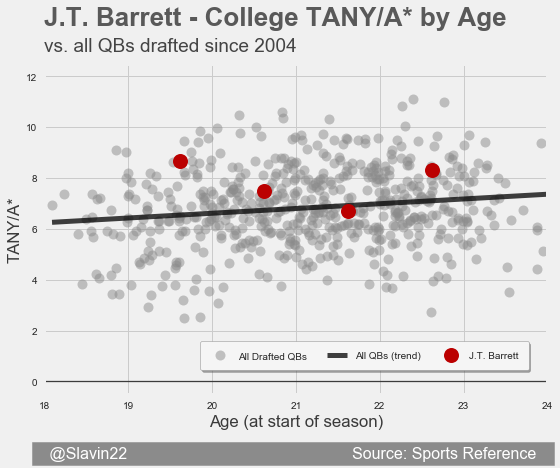 J.T. Barrett - College TANY/A* by Age
vs. all QBs drafted since 2004
12
10
8
6
4
2
0
TANY/A*
All Drafted QBs
All QBs (trend)
J.T. Barrett
18 19 20 21 22 23 24
Age (at start of season)
@Slavin22 Source: Sports Reference